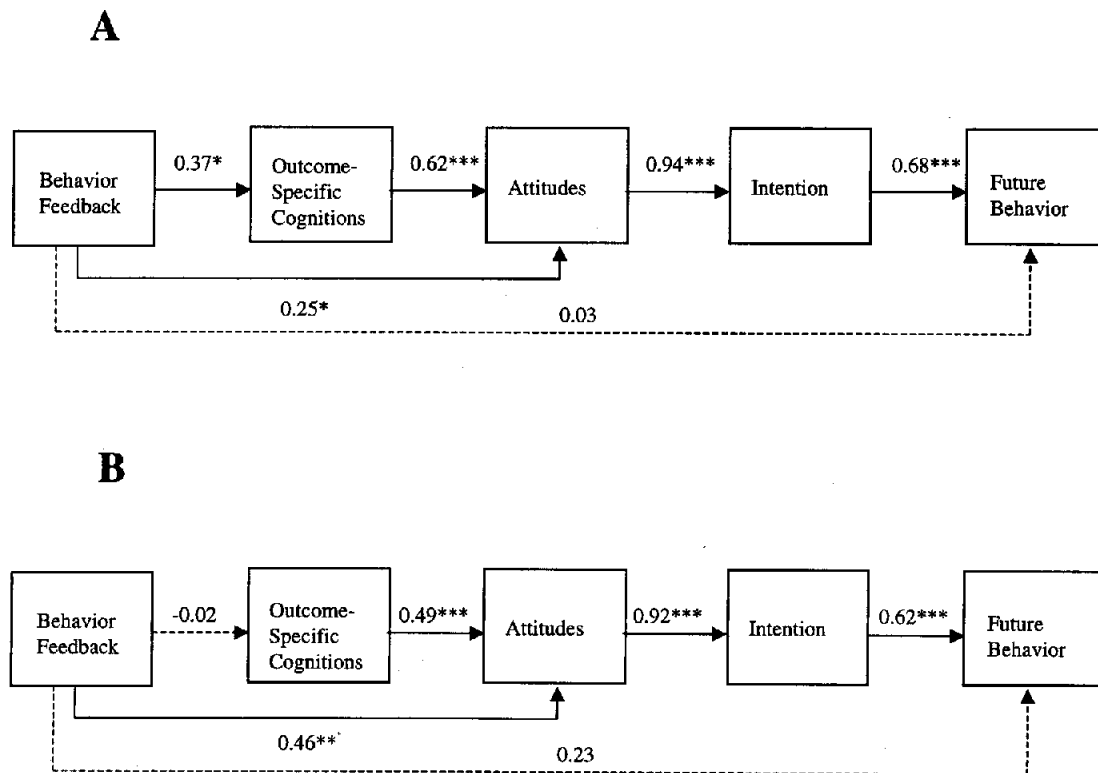 A
0.37*
0.62***
0.94***
0.68***
Behavior
Feedback
Outcome-
Specific
Cognitions
Attitudes
Intention
Future
Behavior
0.25*
0.03
B
-0.02
0.49***
0.92***
0.62***
Behavior
Feedback
Outcome-
Specific
Cognitions
Attitudes
Intention
Future
Behavior
0.46**
0.23